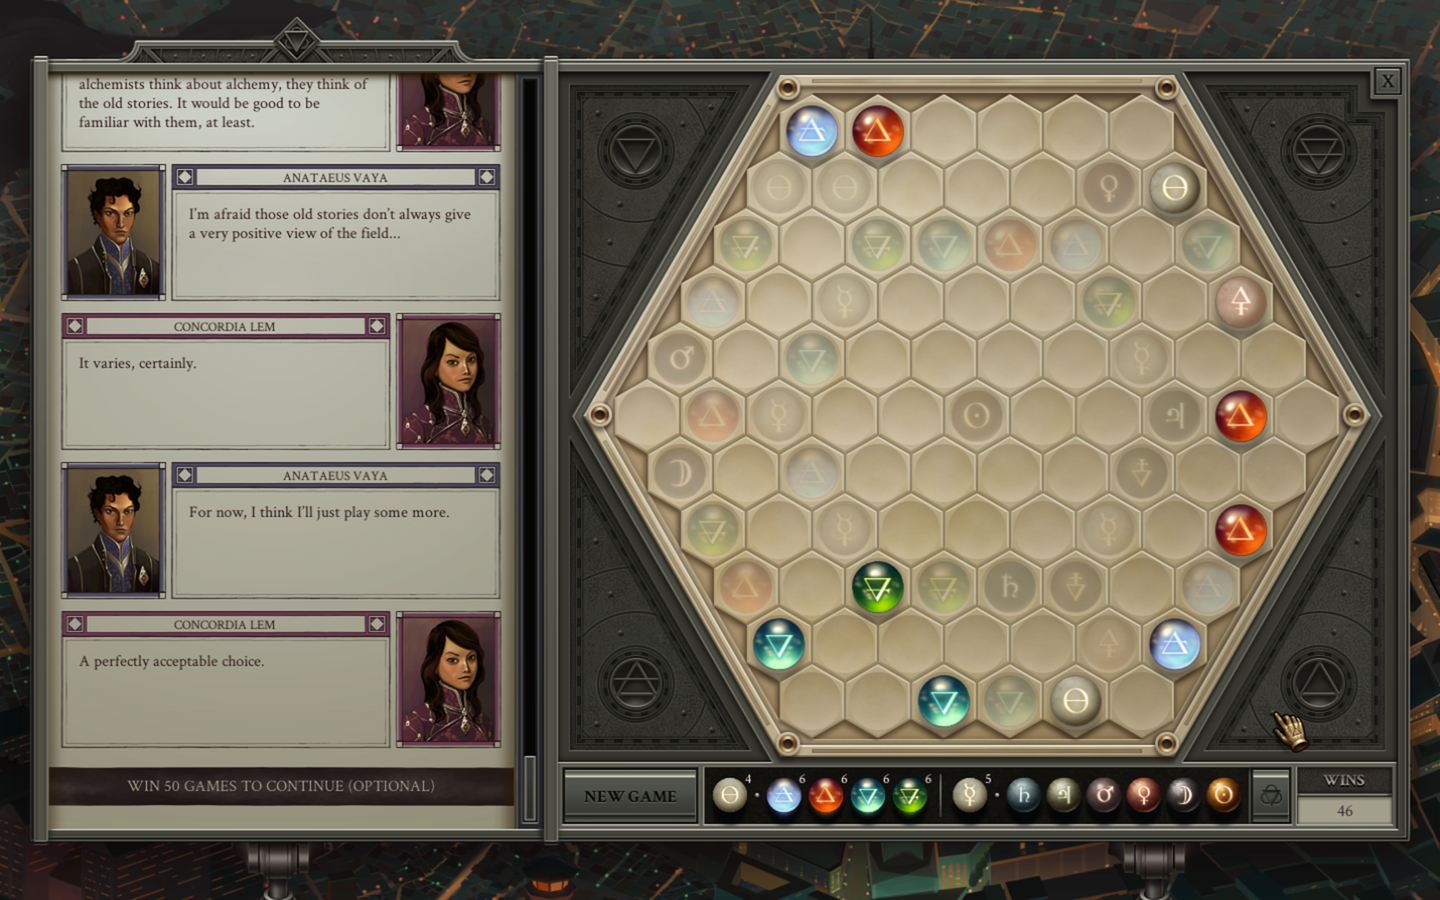 alchemists think about alchemy, they think of
the old stories. It would be good to be
familiar with them, at least.
ANATAEUS VAYA
I'm afraid those old stories don't always give
a very positive view of the field...
CONCORDIA LEM
It varies, certainly.
ANATAEUS VAYA
For now, I think I'll just play some more.
CONCORDIA LEM
A perfectly acceptable choice.
WIN 50 GAMES TO CONTINUE (OPTIONAL)
X
NEW GAME
4 6 6 6 6 5
WINS
46